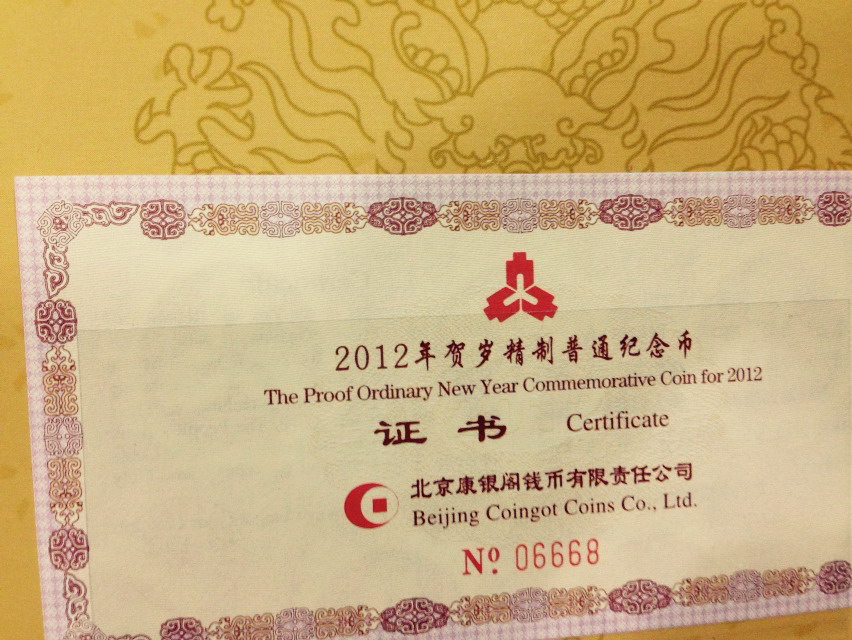 2012年贺岁精制普通纪念币
The Proof Ordinary New Year Commemorative Coin for 2012
证书 Certificate
北京康银阁钱币有限责任公司
Beijing Coingot Coins Co., Ltd.
Nº 06668